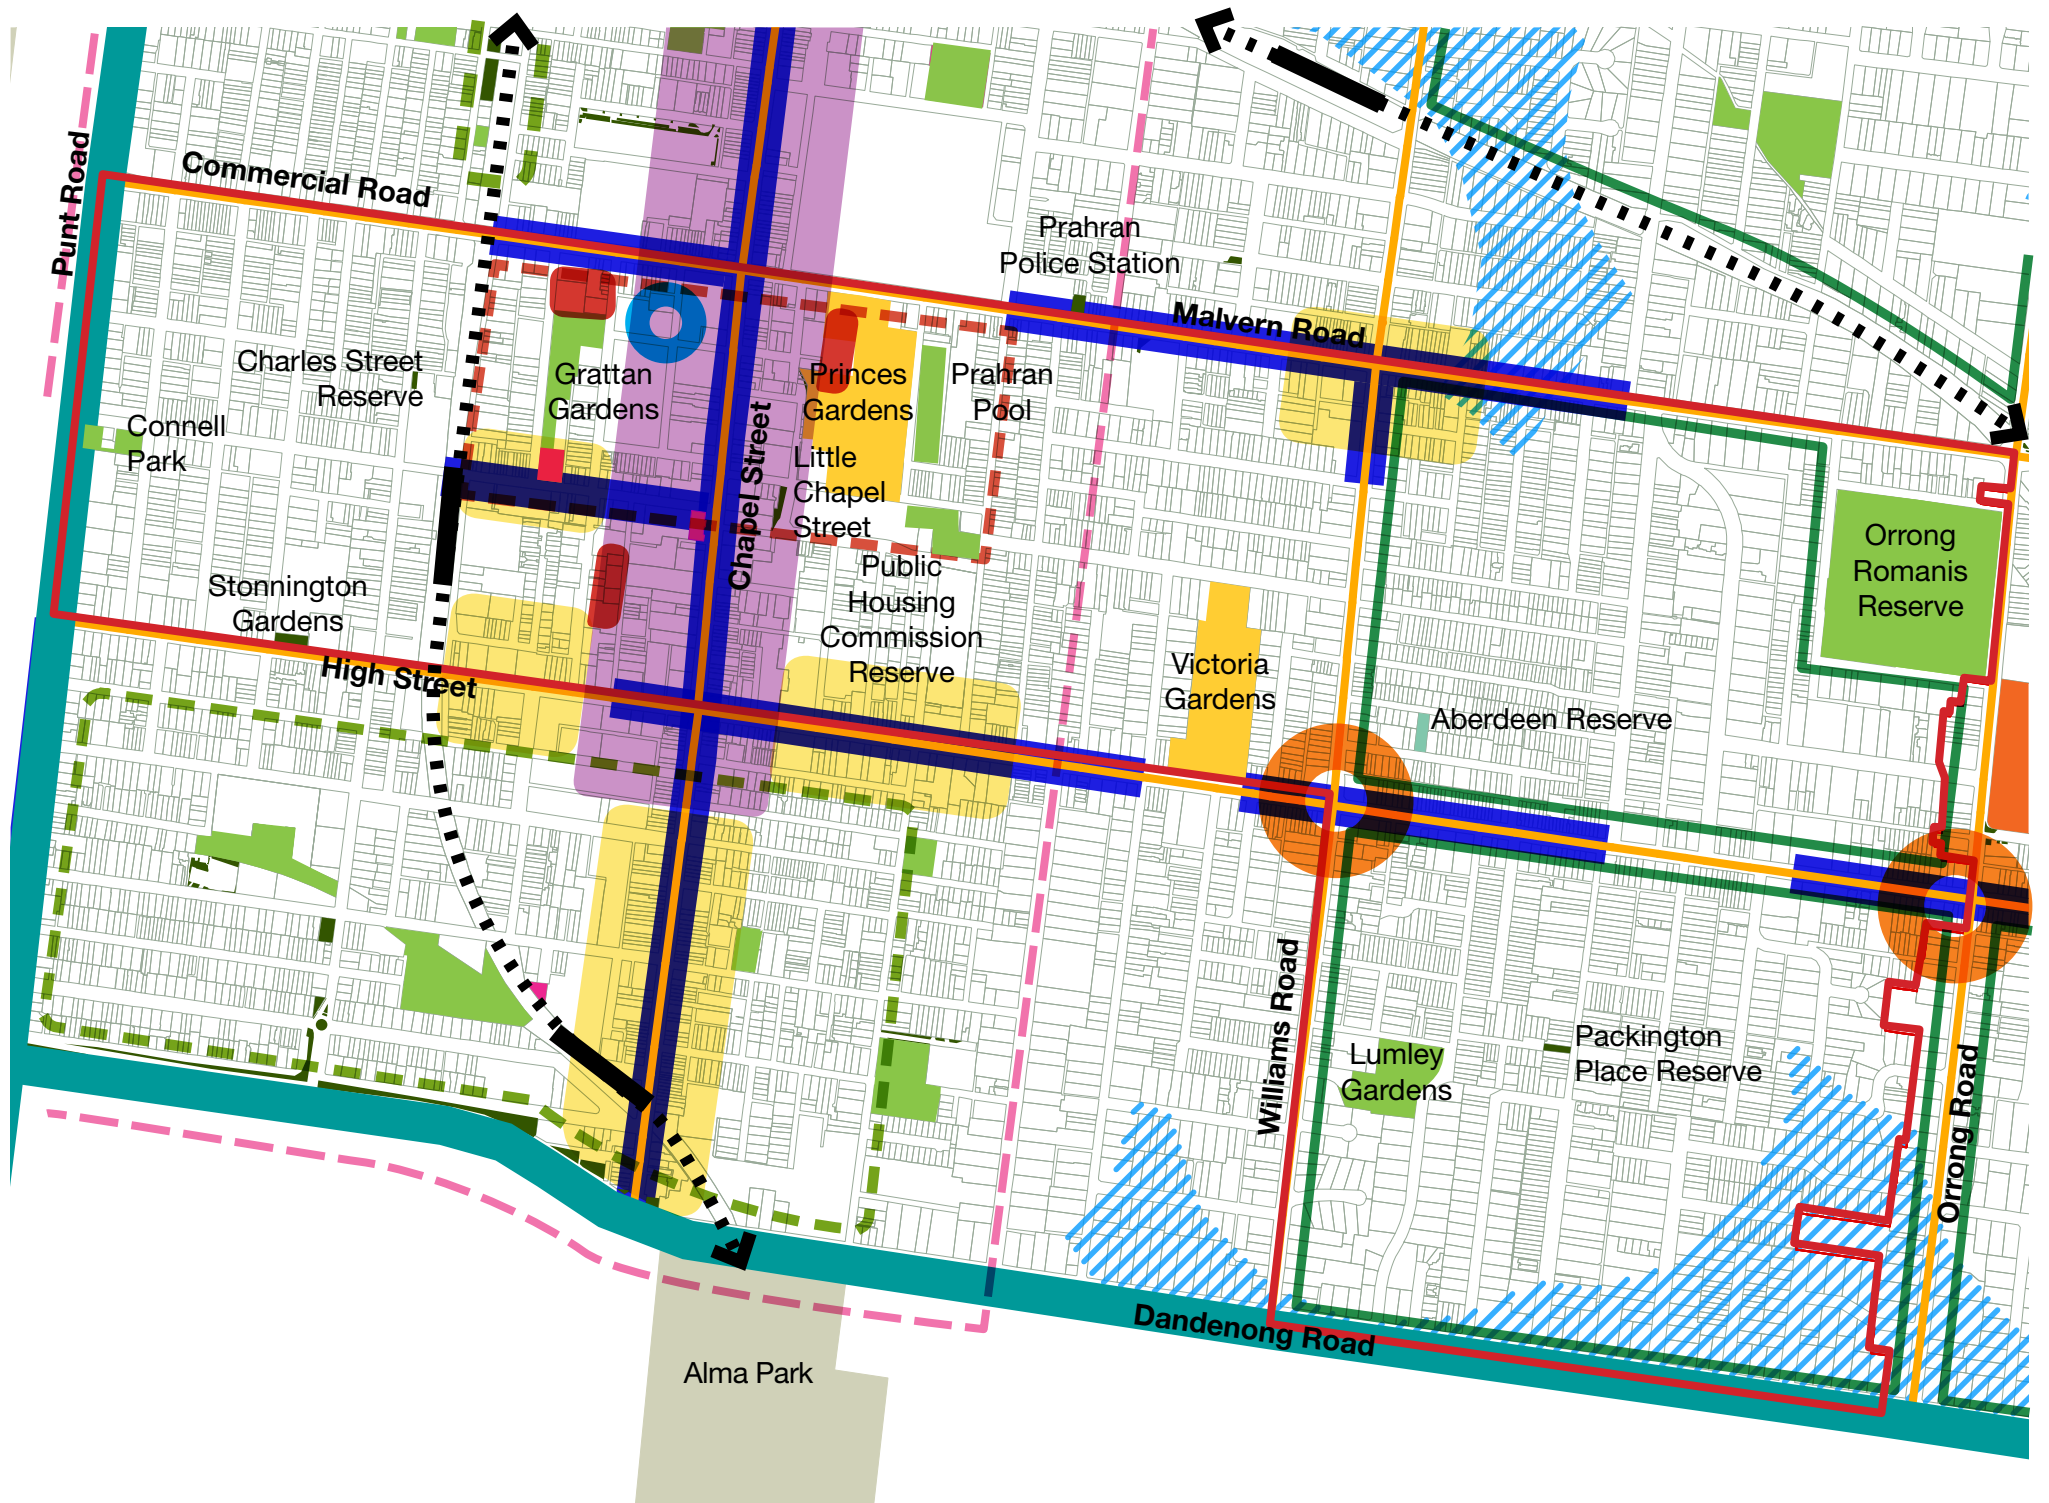 Punt Road
Commercial Road
Prahran
Police Station
Malvern Road
Charles Street
Reserve
Grattan
Gardens
Princes
Gardens
Prahran
Pool
Connell
Park
Chapel Street
Little
Chapel
Street
Orrong
Romanis
Reserve
Stonnington
Gardens
Public
Housing
Commission
Reserve
High Street
Victoria
Gardens
Aberdeen Reserve
Williams Road
Lumley
Gardens
Packington
Place Reserve
Orrong Road
Dandenong Road
Alma Park